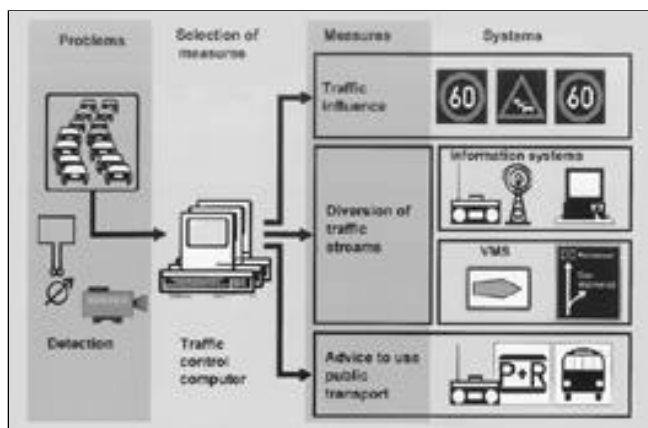 Problems
Selection of
measures
Measures
Systems
Traffic
influence
60
60
Information systems
Diversion of
traffic
streams
VMS
Detection
Traffic
control
computer
Advice to use
public
transport
P+R